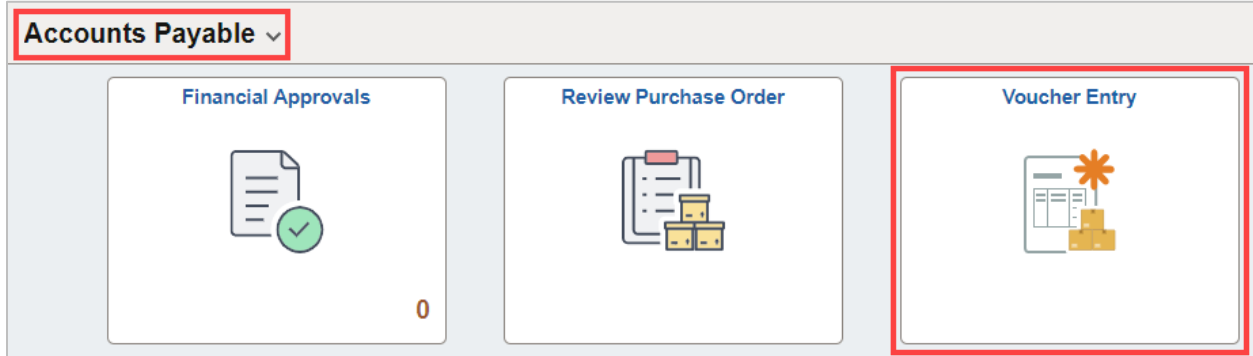 Accounts Payable
Financial Approvals
Review Purchase Order
Voucher Entry
0